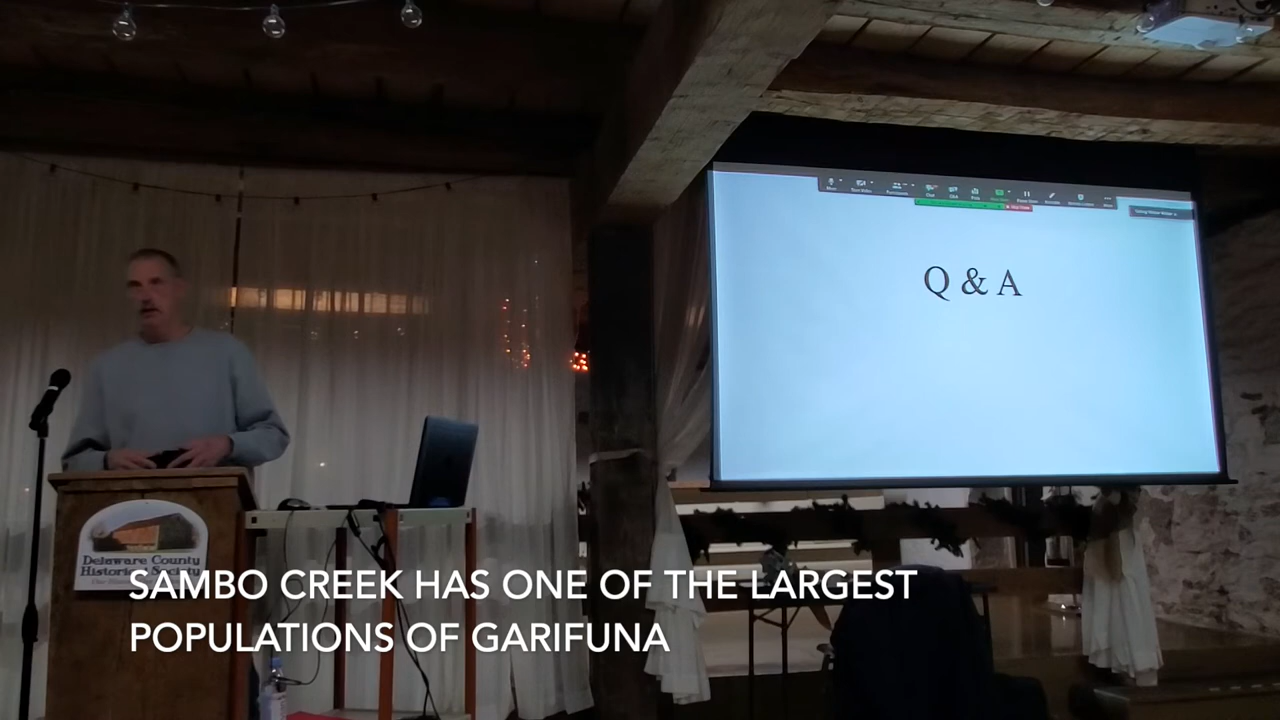 Q & A
Delaware County
Historical Society
SAMBO CREEK HAS ONE OF THE LARGEST
POPULATIONS OF GARIFUNA